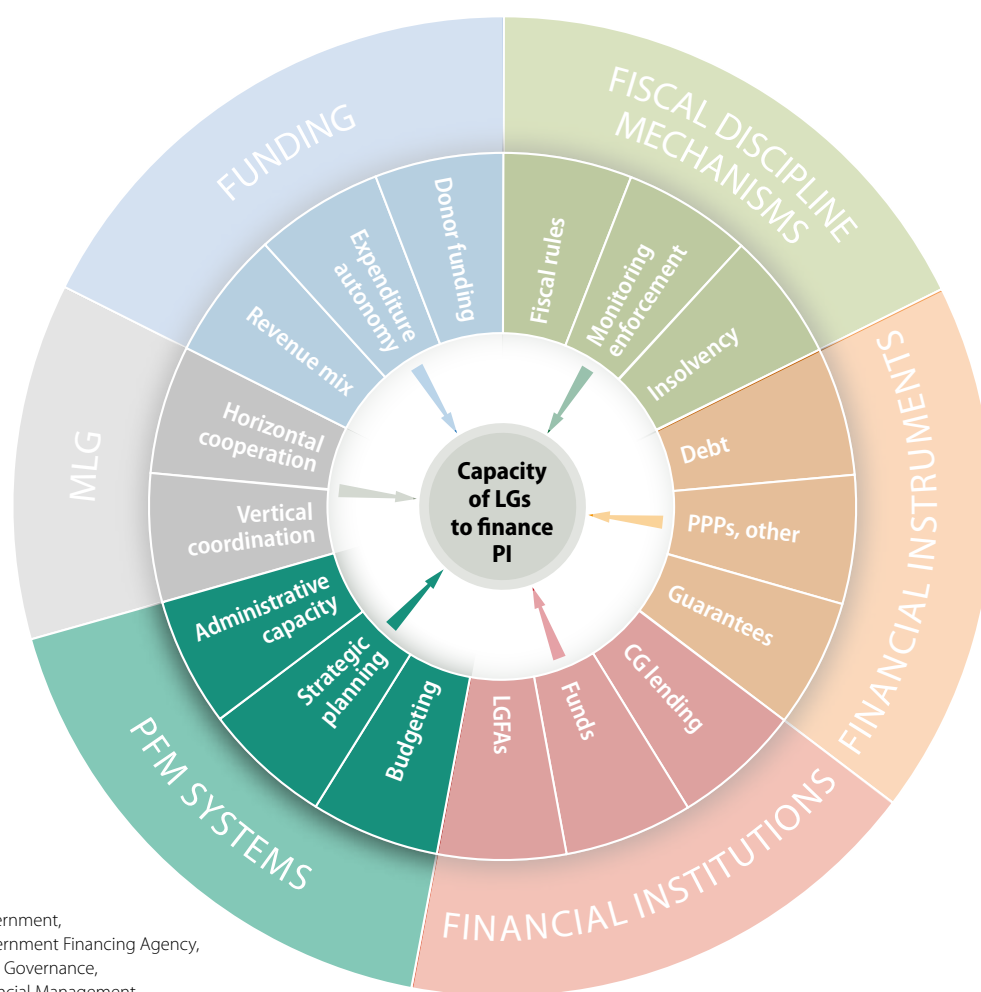 FUNDING
Donor funding
Expenditure
autonomy
Revenue mix
FISCAL DISCIPLINE
MECHANISMS
Fiscal rules
Monitoring
enforcement
Insolvency
FINANCIAL INSTRUMENTS
Debt
PPPs, other
Guarantees
FINANCIAL INSTITUTIONS
CG lending
Funds
LGFAs
PFM SYSTEMS
Budgeting
Strategic
planning
Administrative
capacity
MLG
Vertical
coordination
Horizontal
cooperation
Capacity
of LGs
to finance
PI
ernment,
ernment Financing Agency,
Governance,
ncial Management